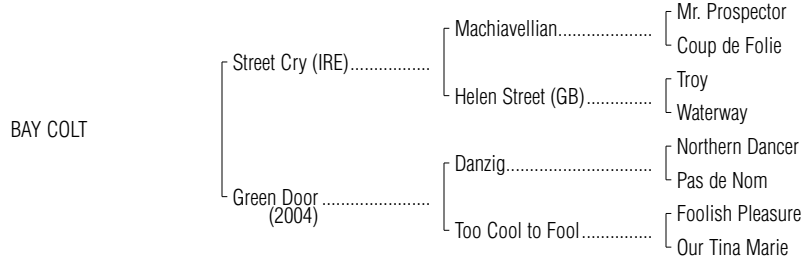 Mr. Prospector
Machiavellian....................
Coup de Folie
Street Cry (IRE).................
Troy
Helen Street (GB)..............
Waterway
BAY COLT
Northern Dancer
Danzig...............................
Pas de Nom
Green Door.......................
(2004)
Foolish Pleasure
Too Cool to Fool...............
Our Tina Marie